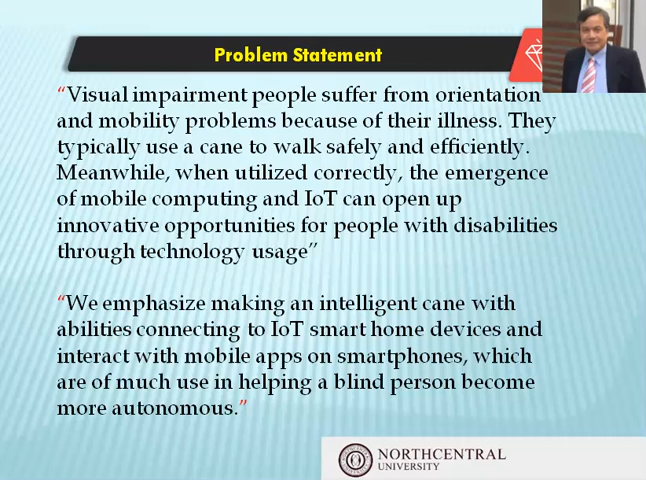 Problem Statement
“Visual impairment people suffer from orientation
and mobility problems because of their illness. They
typically use a cane to walk safely and efficiently.
Meanwhile, when utilized correctly, the emergence
of mobile computing and IoT can open up
innovative opportunities for people with disabilities
through technology usage”
“We emphasize making an intelligent cane with
abilities connecting to IoT smart home devices and
interact with mobile apps on smartphones, which
are of much use in helping a blind person become
more autonomous.”
NORTHCENTRAL
UNIVERSITY